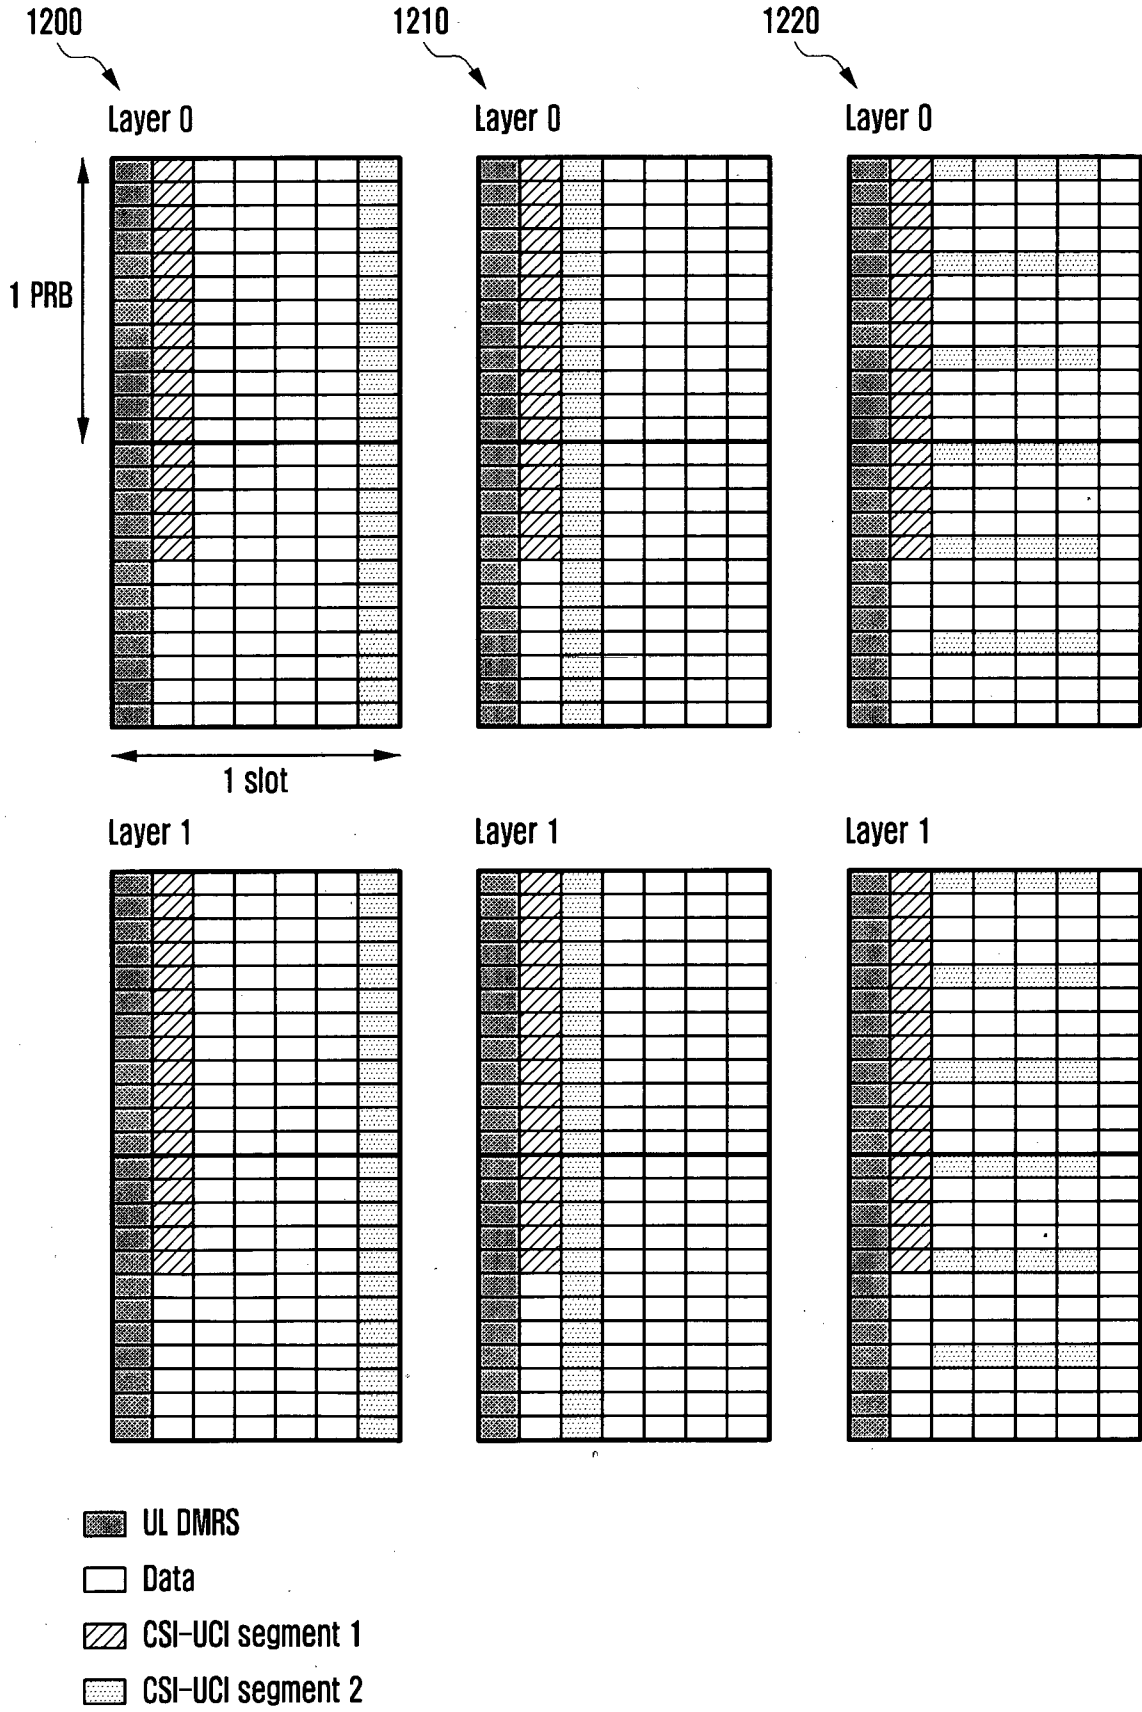 1200
1210
1220
Layer 0
Layer 0
Layer 0
1 PRB
1 slot
Layer 1
Layer 1
Layer 1
UL DMRS
Data
CSI-UCI segment 1
CSI-UCI segment 2